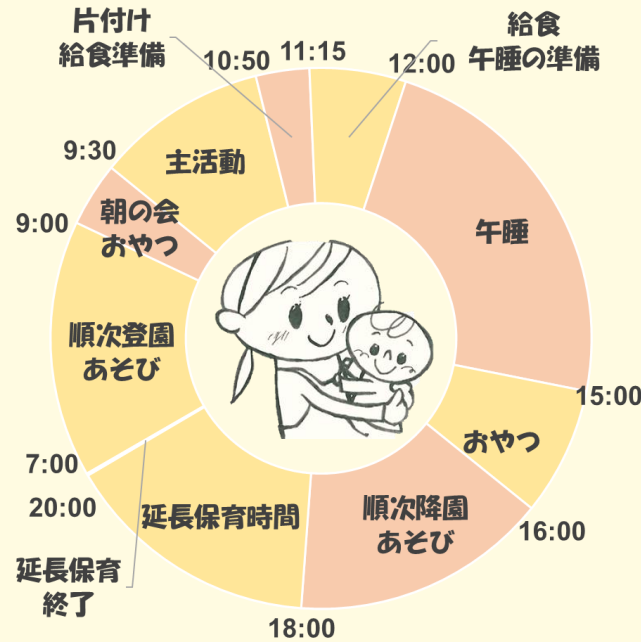 片付け
給食準備
10:50
11:15
12:00
給食
午睡の準備
9:30
主活動
9:00
朝の会
おやつ
午睡
順次登園
あそび
15:00
おやつ
7:00
20:00
延長保育時間
順次降園
あそび
16:00
延長保育
終了
18:00